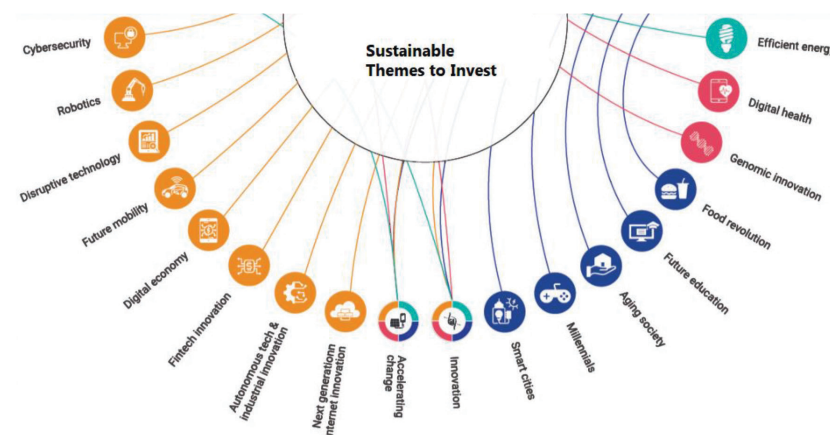 Sustainable
Themes to Invest
Cybersecurity
Robotics
Disruptive technology
Future mobility
Digital economy
Fintech innovation
Autonomous tech &
industrial innovation
Next generationn
internet innovation
Accelerating
change
Innovation
Smart cities
Millennials
Aging society
Future education
Food revolution
Genomic innovation
Digital health
Efficient energ